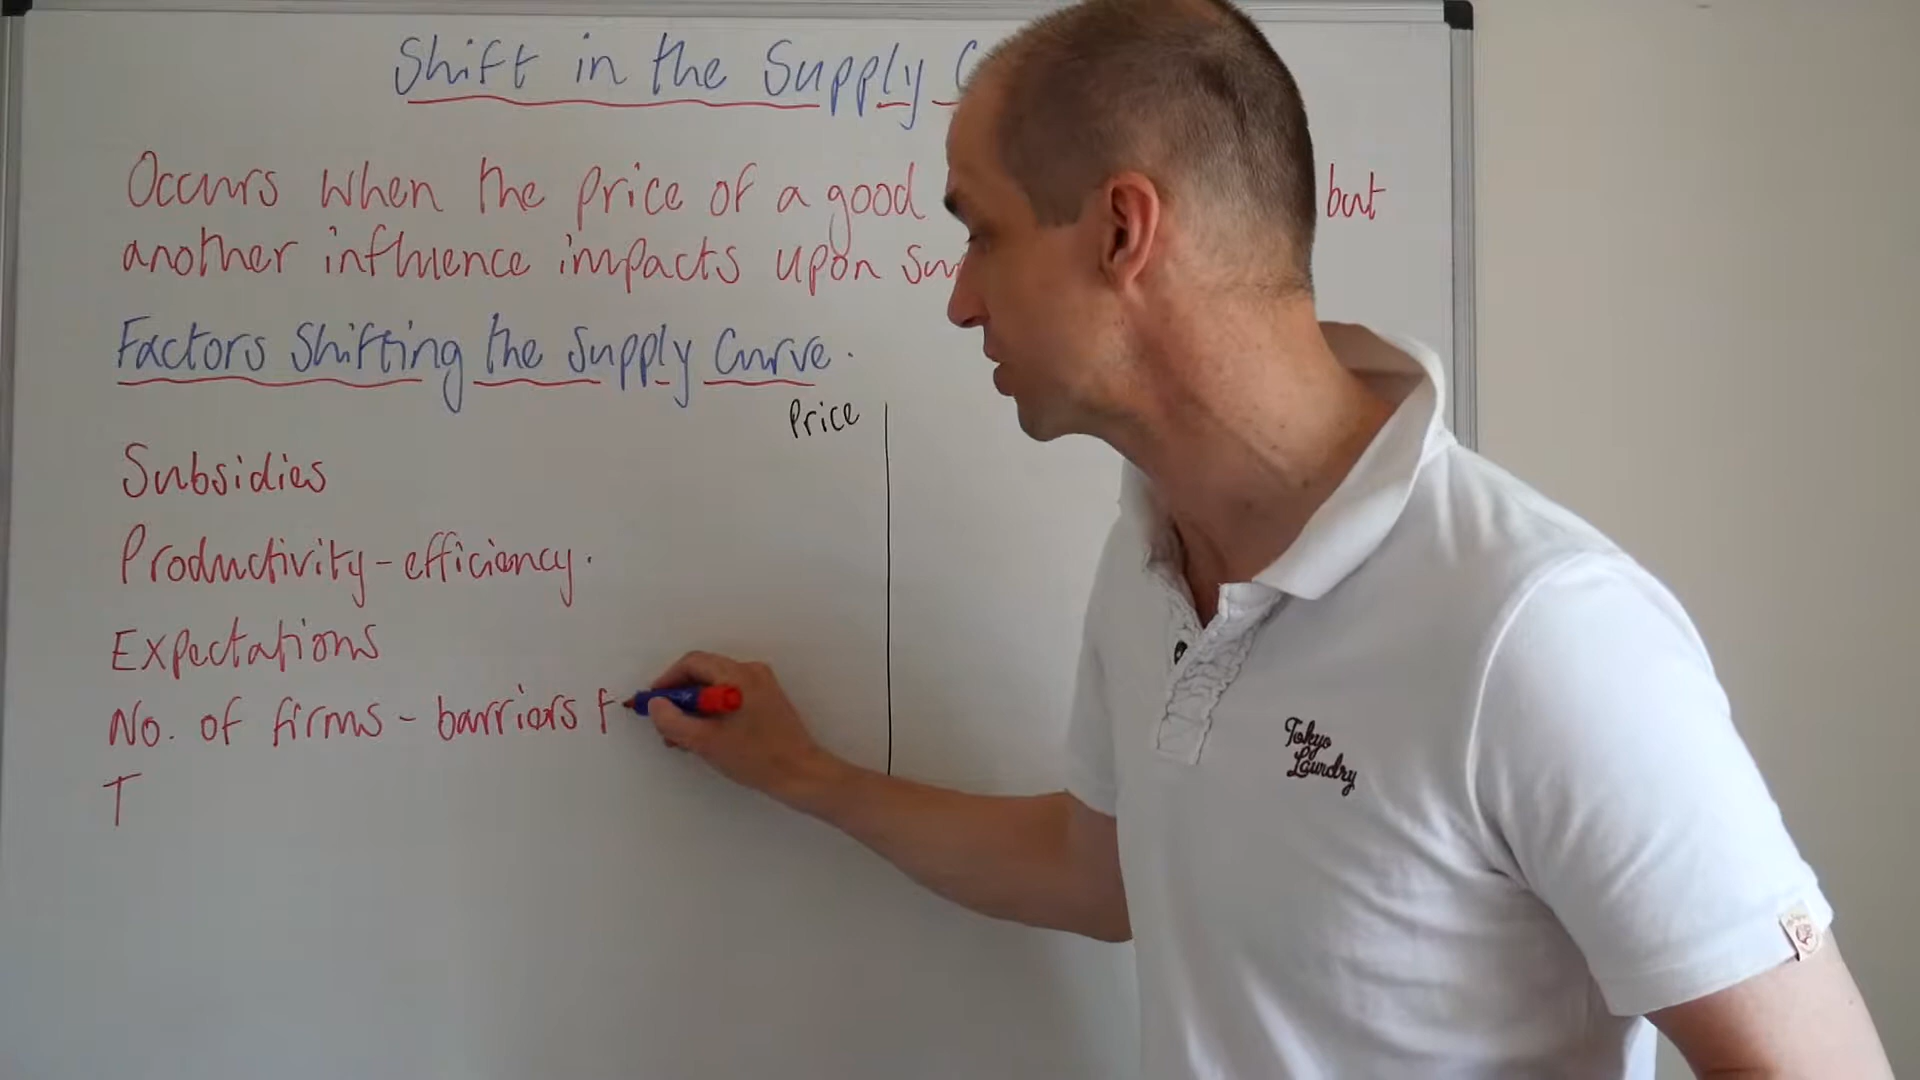 Shift in the Supply C
Occurs when the price of a good but
another influence impacts upon
Factors Shifting the Supply Curve.
Price
Subsidies
Productivity - efficiency.
Expectations
No. of firms - barriers t
T
Tokyo
Laundry